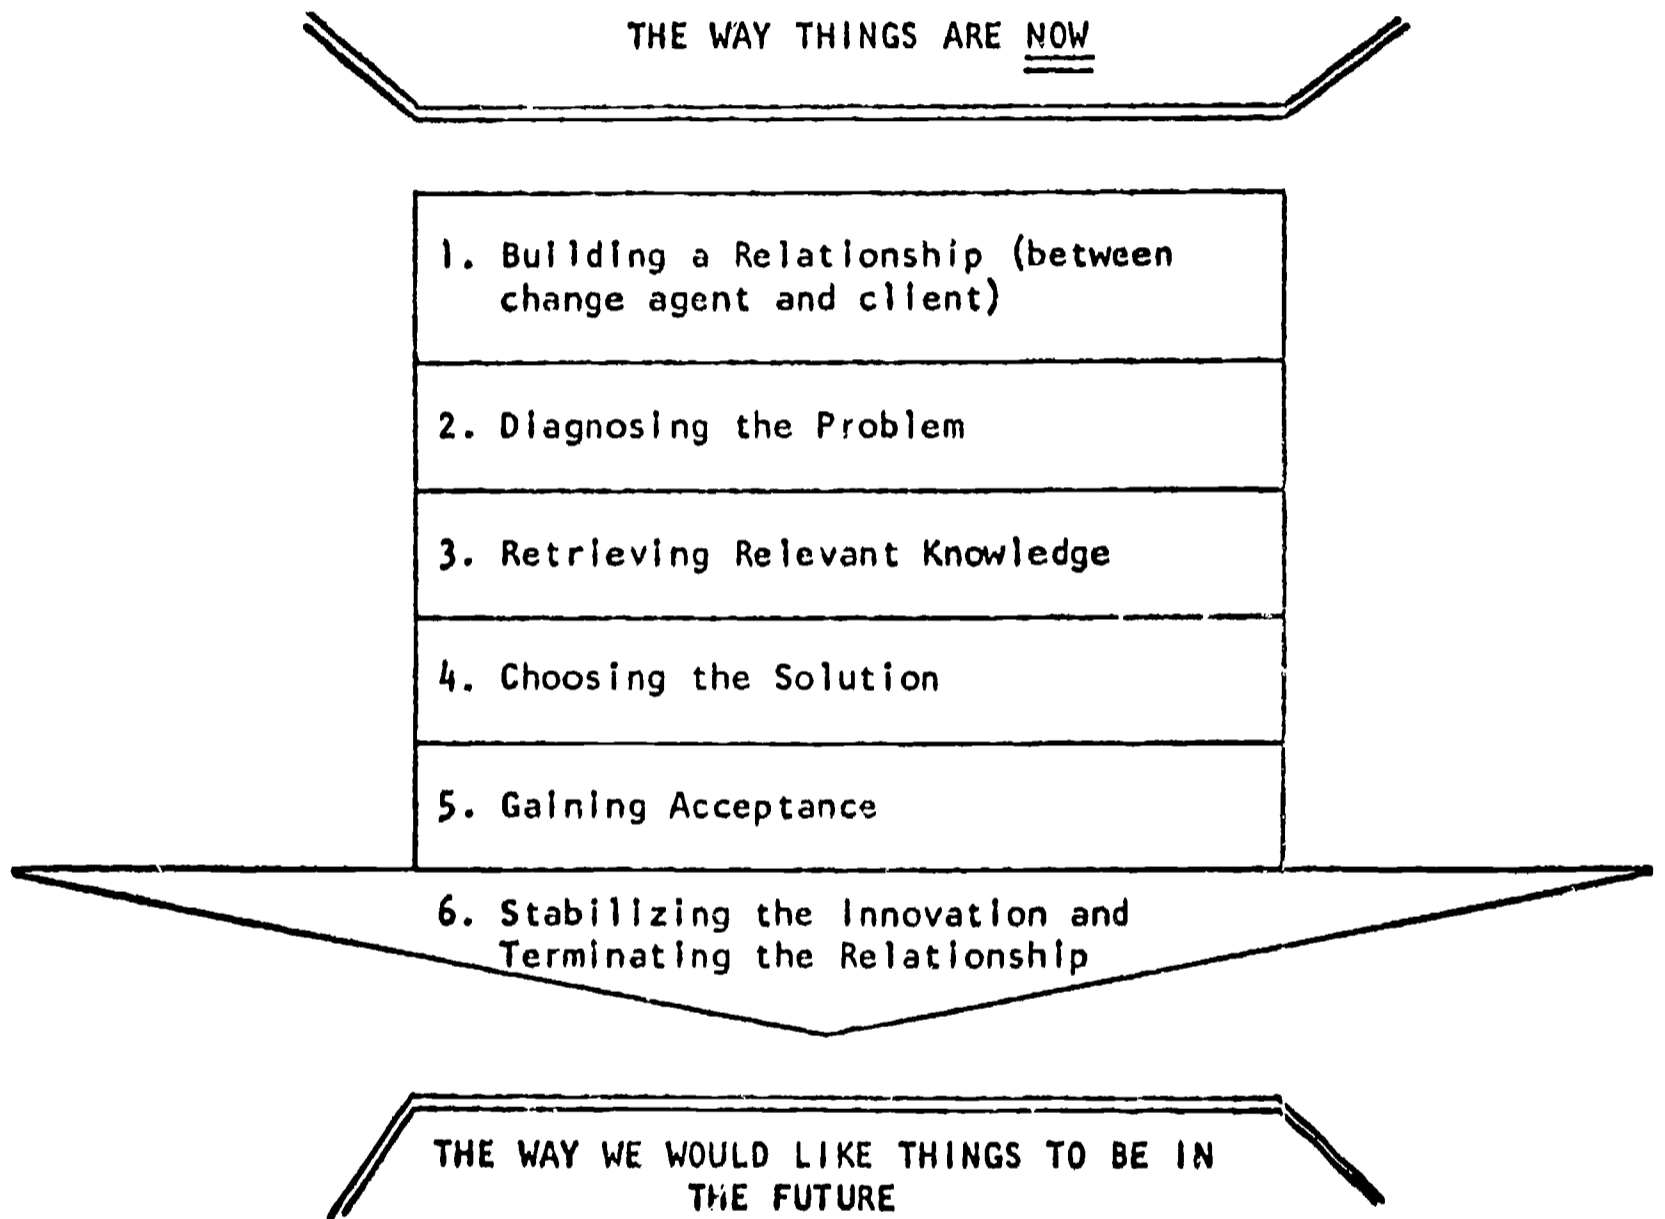 THE WAY THINGS ARE NOW
1. Building a Relationship (between
change agent and client)
2. Diagnosing the Problem
3. Retrieving Relevant Knowledge
4. Choosing the Solution
5. Gaining Acceptance
6. Stabilizing the Innovation and
Terminating the Relationship
THE WAY WE WOULD LIKE THINGS TO BE IN
THE FUTURE